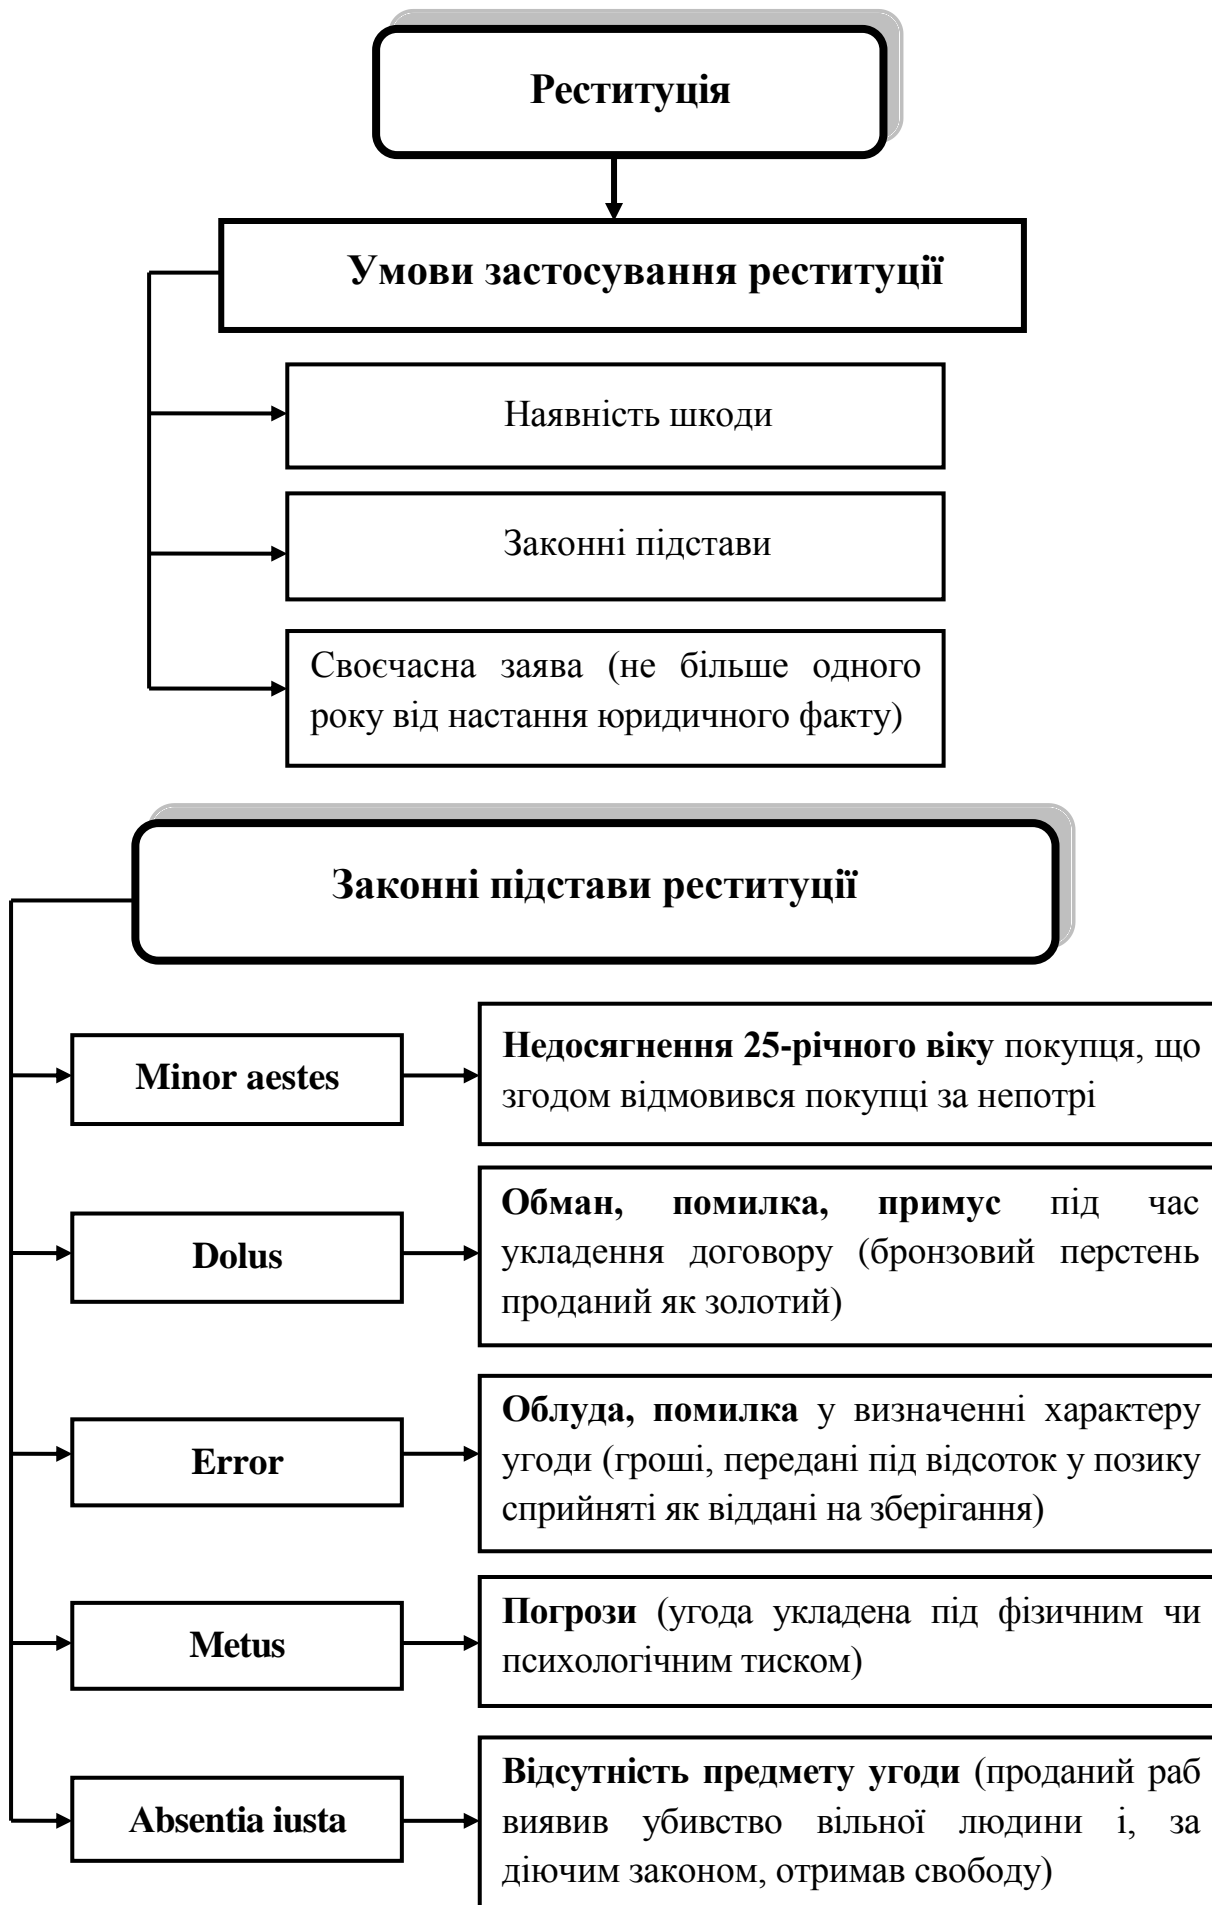 Реституція
Умови застосування реституції
Наявність шкоди
Законні підстави
Своєчасна заява (не більше одного
року від настання юридичного факту)
Законні підстави реституції
Minor aestes
Недосягнення 25-річного віку покупця, що
згодом відмовився покупці за непотрі
Dolus
Обман, помилка, примус під час
укладення договору (бронзовий перстень
проданий як золотий)
Error
Облуда, помилка у визначенні характеру
угоди (гроші, передані під відсоток у позику
сприйняті як віддані на зберігання)
Metus
Погрози (угода укладена під фізичним чи
психологічним тиском)
Absentia iusta
Відсутність предмету угоди (проданий раб
виявив убивство вільної людини і, за
діючим законом, отримав свободу)